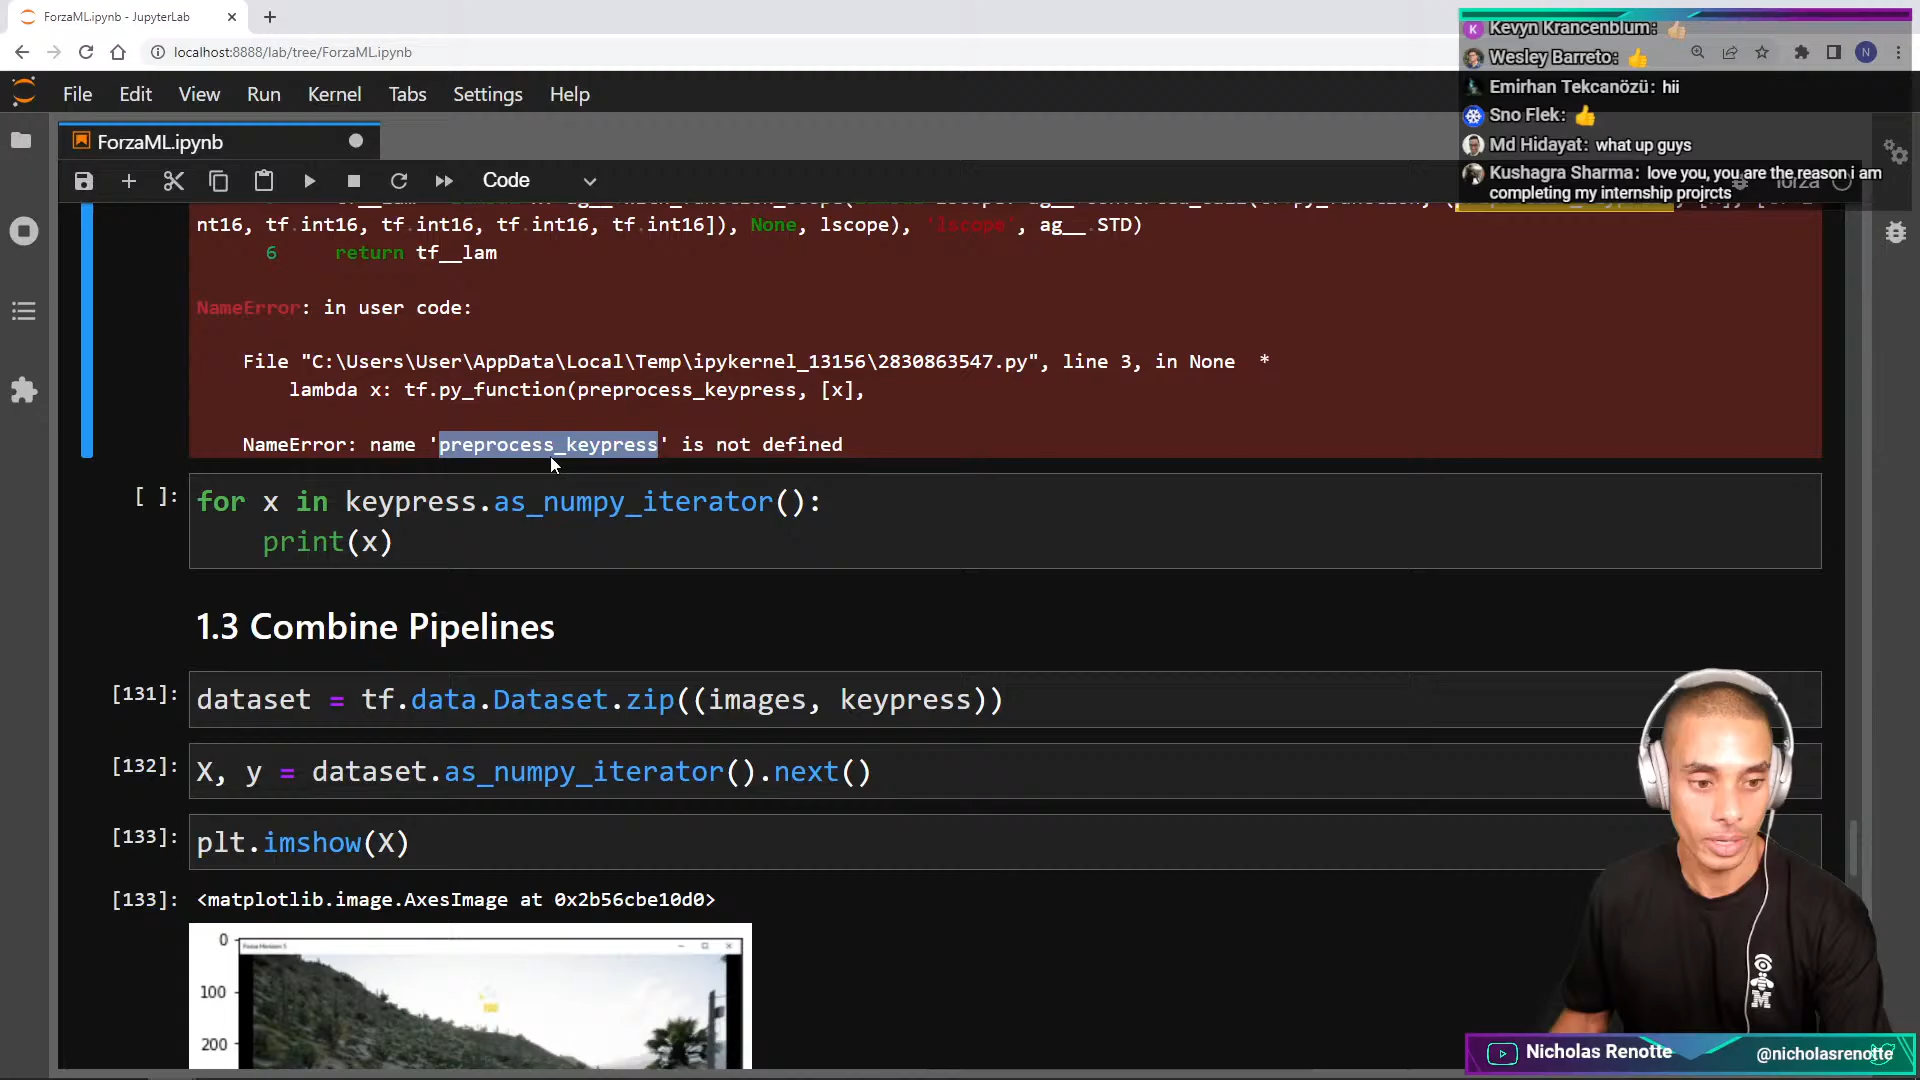 ForzaML.ipynb - JupyterLab
localhost:8888/lab/tree/ForzaML.ipynb
File Edit View Run Kernel Tabs Settings Help
ForzaML.ipynb
Code
Kevyn Krancenblum: 👍
Wesley Barreto: 👍
Emirhan Tekcanözü: hii
Sno Flek: 👍
Md Hidayat: what up guys
Kushagra Sharma: love you, you are the reason i am
completing my internship projrcts
forza
nt16, tf.int16, tf.int16, tf.int16, tf.int16]), None, lscope), 'lscope', ag__.STD)
6 return tf__lam
NameError: in user code:
File "C:\Users\User\AppData\Local\Temp\ipykernel_13156\2830863547.py", line 3, in None *
lambda x: tf.py_function(preprocess_keypress, [x],
NameError: name 'preprocess_keypress' is not defined
[ ]: for x in keypress.as_numpy_iterator():
print(x)
1.3 Combine Pipelines
[131]: dataset = tf.data.Dataset.zip((images, keypress))
[132]: X, y = dataset.as_numpy_iterator().next()
[133]: plt.imshow(X)
[133]: <matplotlib.image.AxesImage at 0x2b56cbe10d0>
0
Forza Horizon 5
100
200
N
Nicholas Renotte
@nicholasrenotte